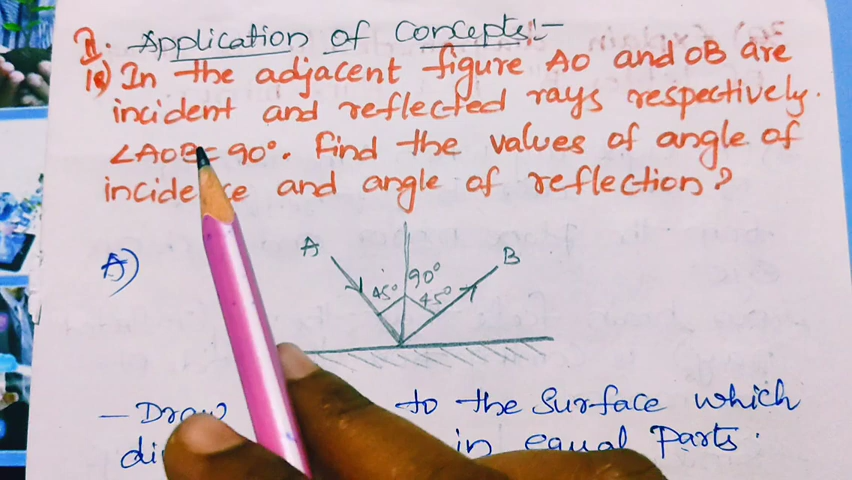 II. Application of Concepts:-
1Q) In the adjacent figure AO and OB are
incident and reflected rays respectively.
∠AOB = 90°. Find the values of angle of
and angle of reflection?
A)
A
B
90°
45°
45°
- Draw to the surface which
in equal parts.